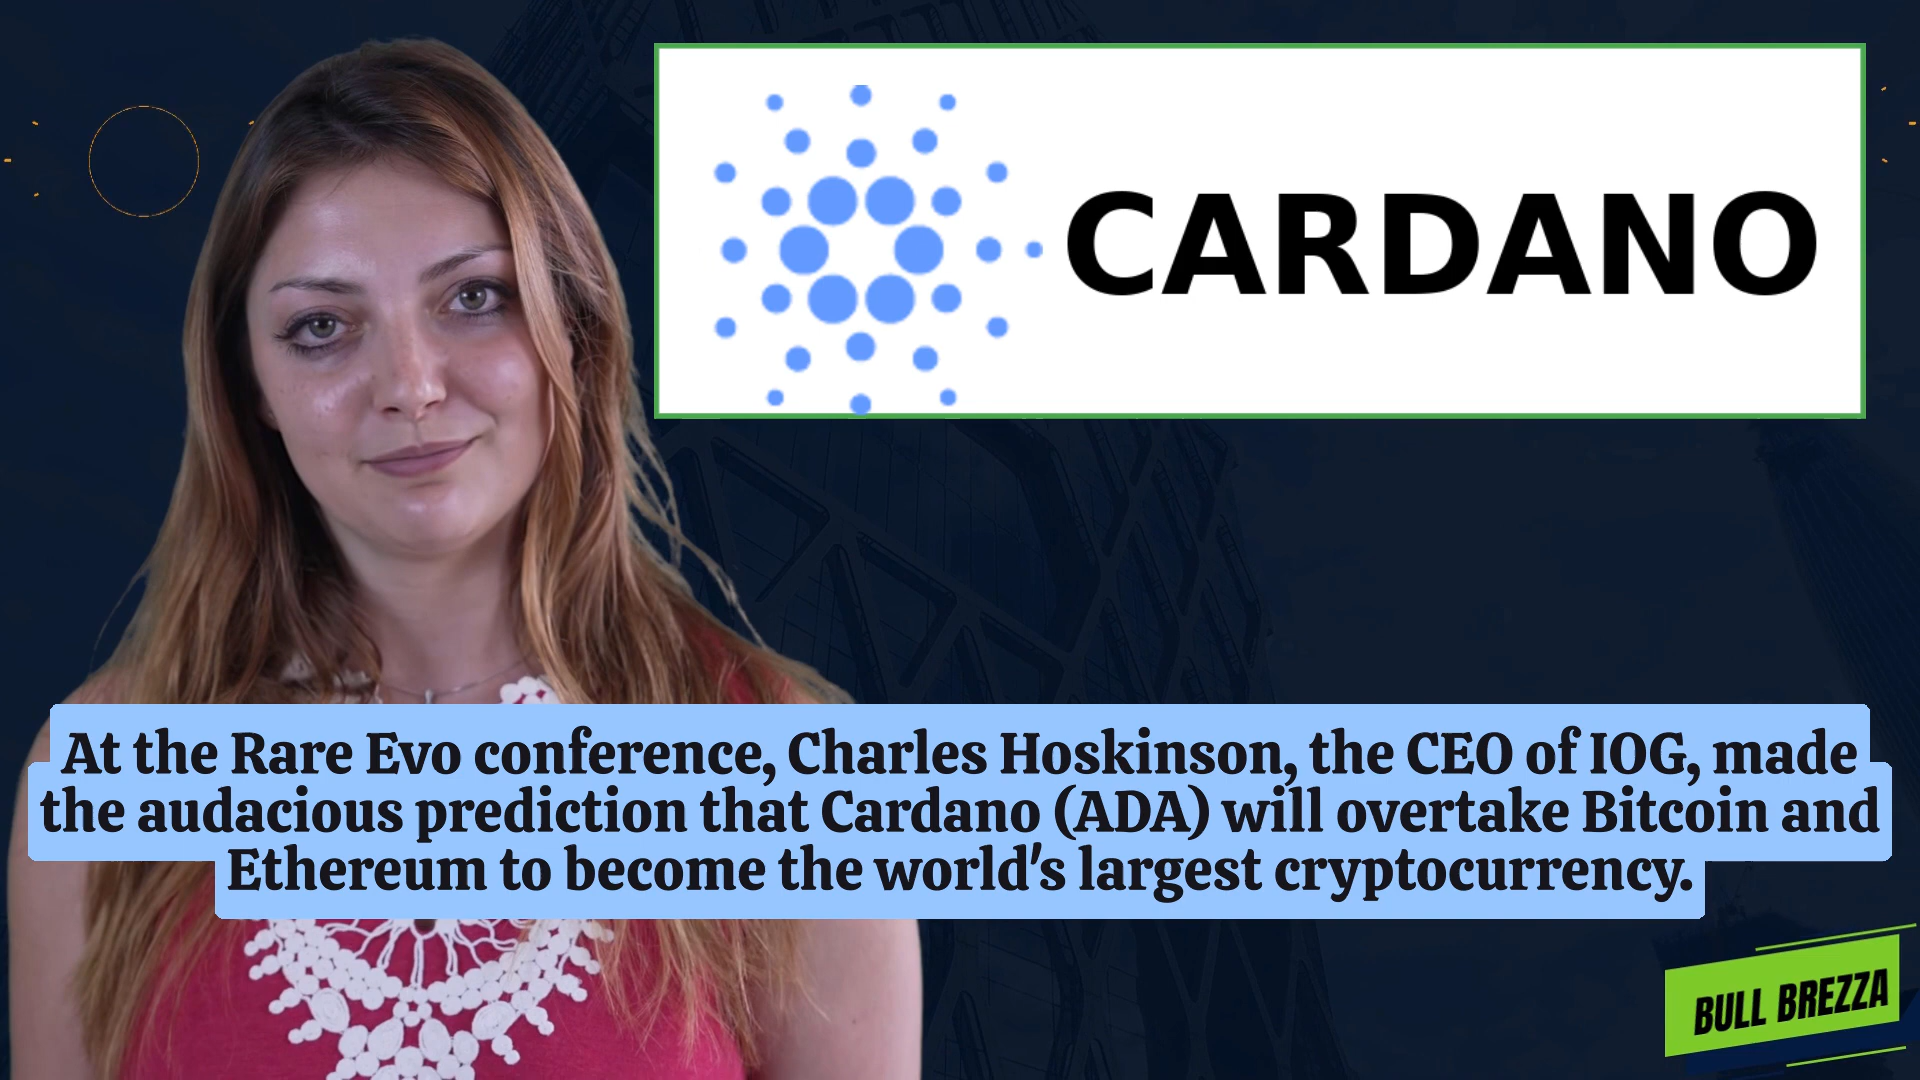 CARDANO
At the Rare Evo conference, Charles Hoskinson, the CEO of IOG, made
the audacious prediction that Cardano (ADA) will overtake Bitcoin and
Ethereum to become the world's largest cryptocurrency.
BULL BREZZA